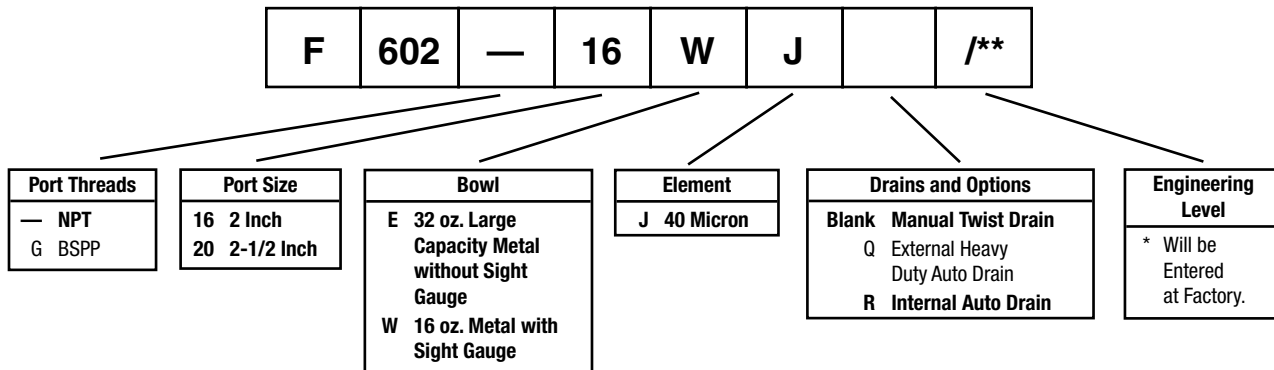 F 602 — 16 W J /**
Port Threads
— NPT
G BSPP
Port Size
16 2 Inch
20 2-1/2 Inch
Bowl
E 32 oz. Large
Capacity Metal
without Sight
Gauge
W 16 oz. Metal with
Sight Gauge
Element
J 40 Micron
Drains and Options
Blank Manual Twist Drain
Q External Heavy
Duty Auto Drain
R Internal Auto Drain
Engineering
Level
* Will be
Entered
at Factory.